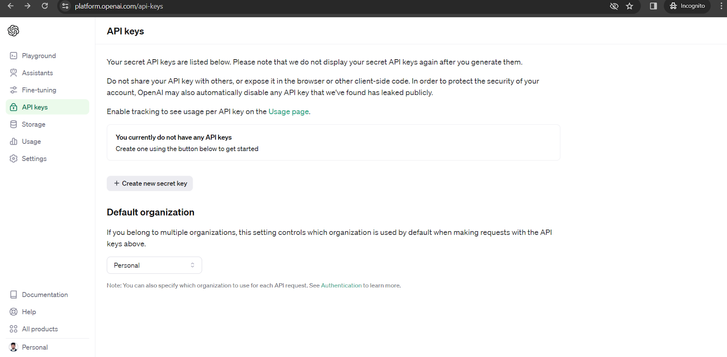 platform.openai.com/api-keys
Incognito
Playground
Assistants
Fine-tuning
API keys
Storage
Usage
Settings
Documentation
Help
All products
Personal
API keys
Your secret API keys are listed below. Please note that we do not display your secret API keys again after you generate them.
Do not share your API key with others, or expose it in the browser or other client-side code. In order to protect the security of your
account, OpenAI may also automatically disable any API key that we've found has leaked publicly.
Enable tracking to see usage per API key on the Usage page.
You currently do not have any API keys
Create one using the button below to get started
+ Create new secret key
Default organization
If you belong to multiple organizations, this setting controls which organization is used by default when making requests with the API
keys above.
Personal
Note: You can also specify which organization to use for each API request. See Authentication to learn more.